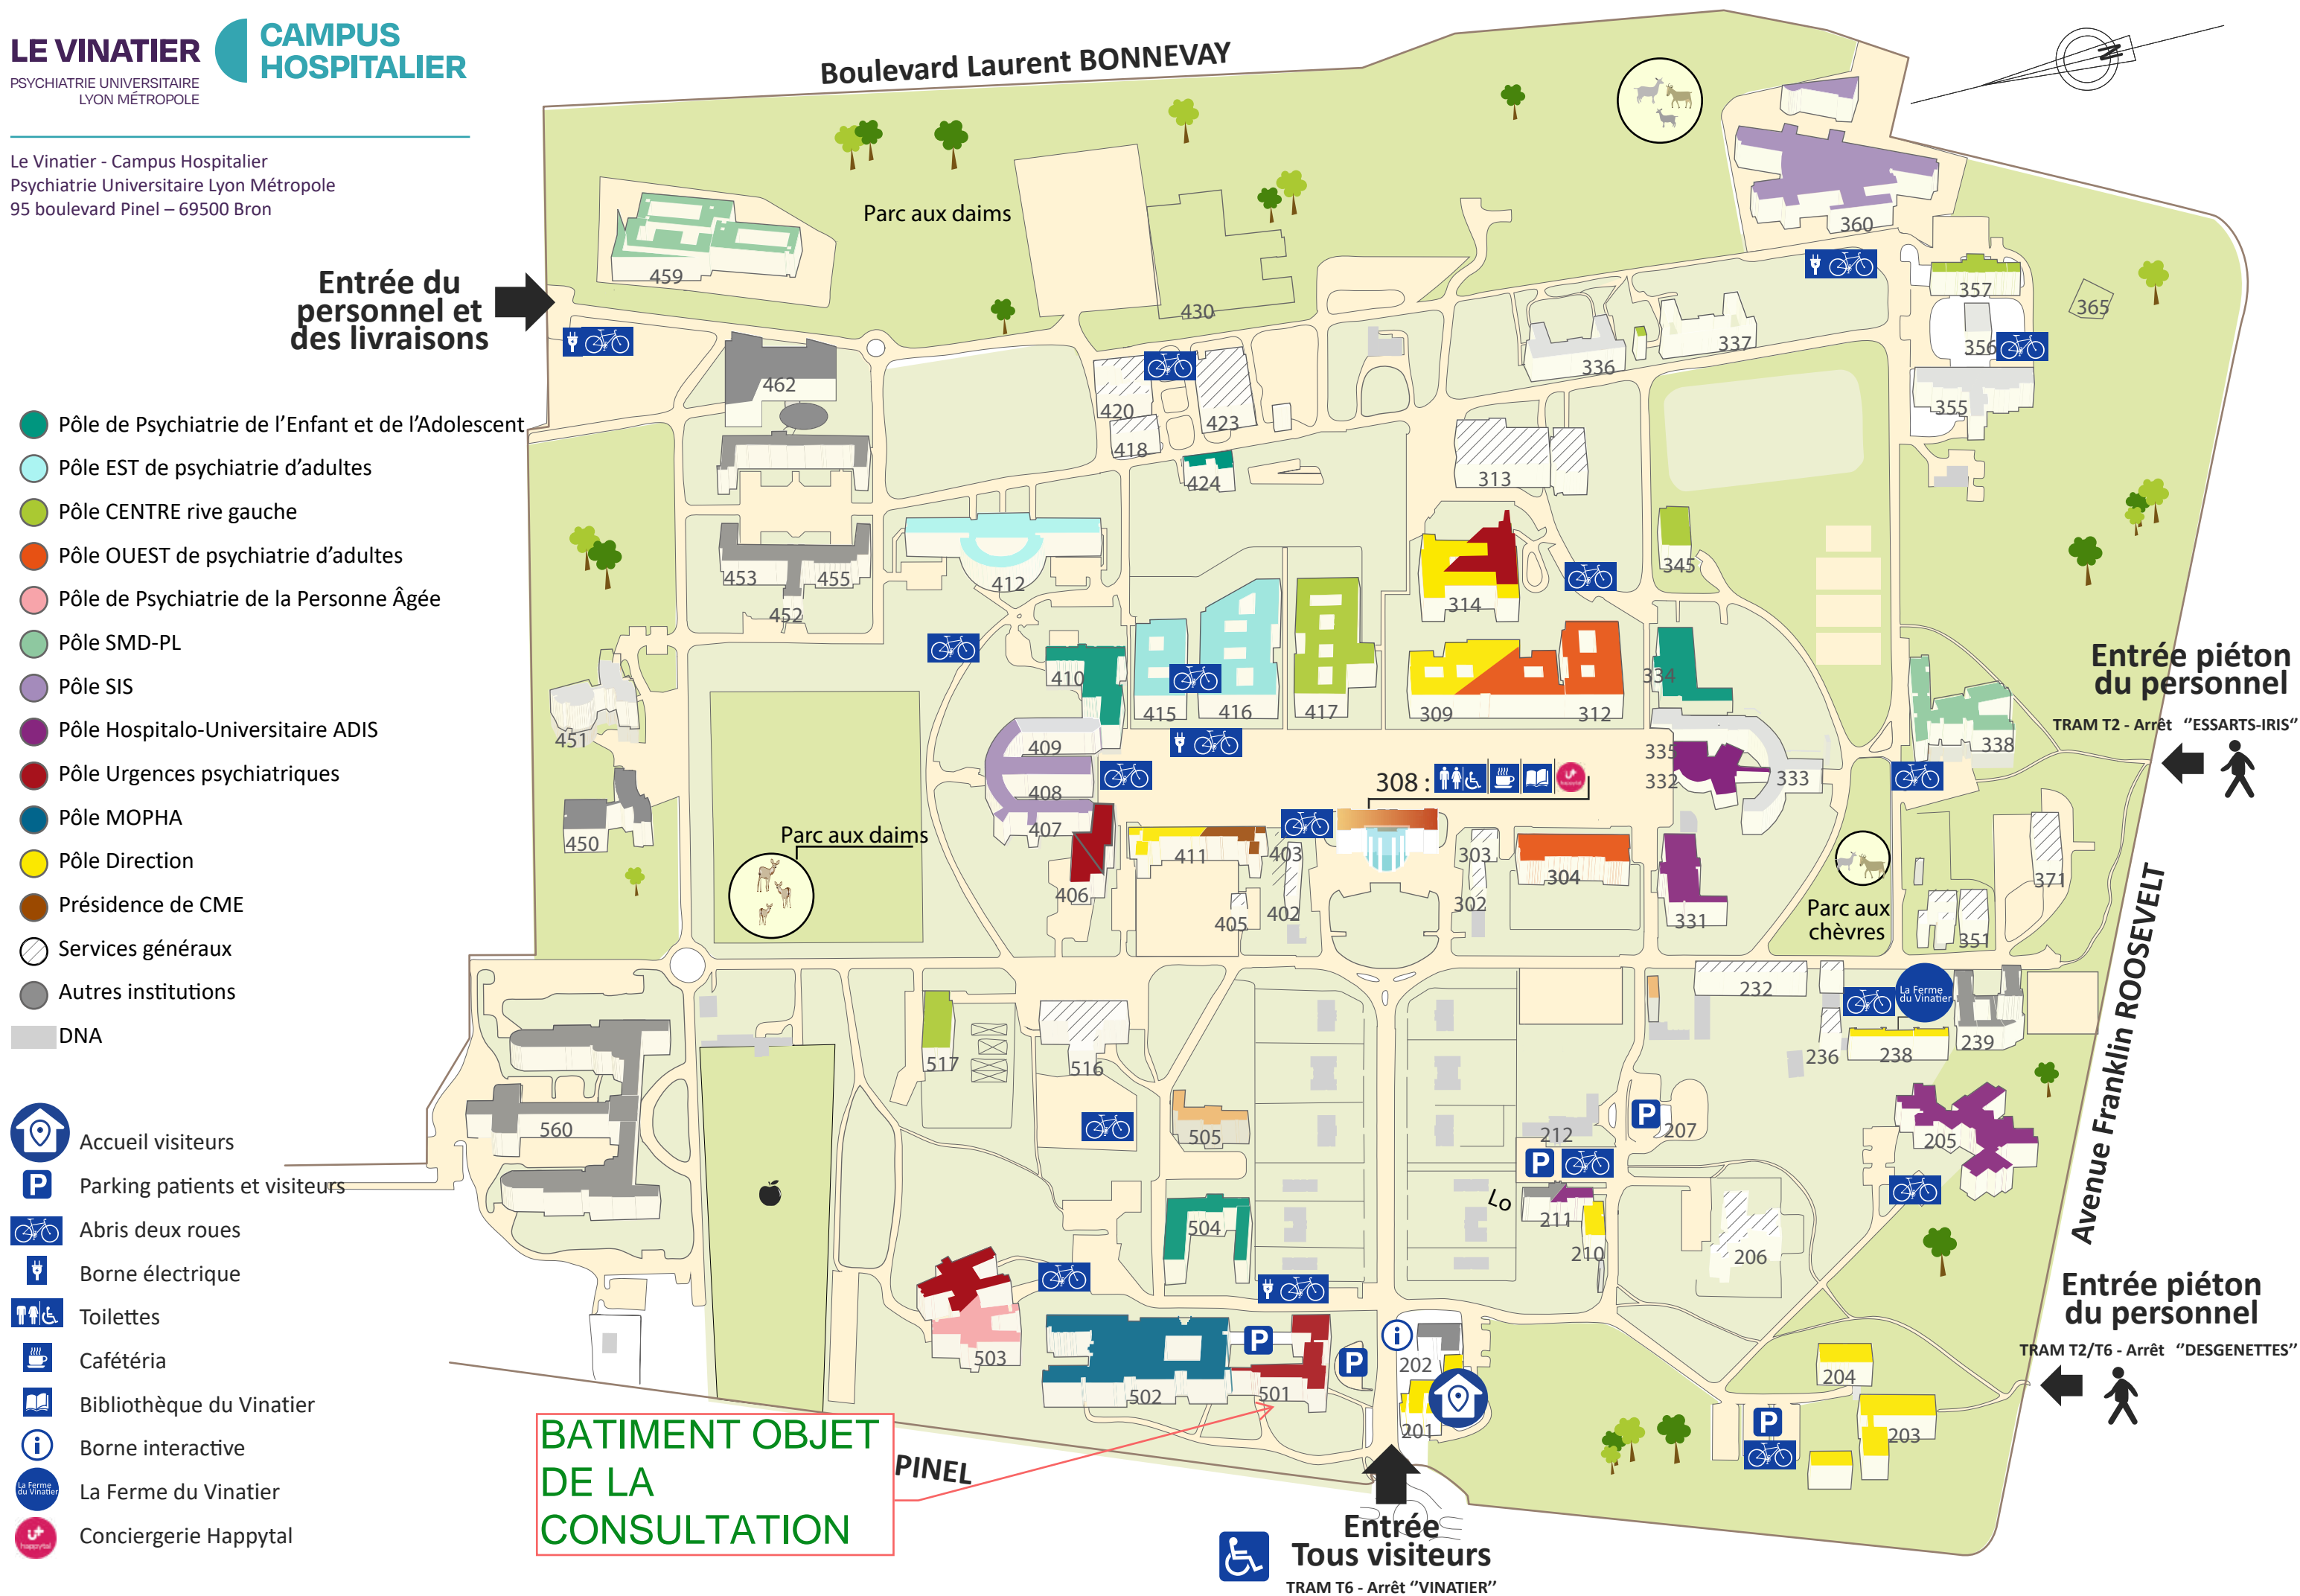 LE VINATIER
PSYCHIATRIE UNIVERSITAIRE
LYON MÉTROPOLE
CAMPUS
HOSPITALIER
Le Vinatier - Campus Hospitalier
Psychiatrie Universitaire Lyon Métropole
95 boulevard Pinel – 69500 Bron
Boulevard Laurent BONNEVAY
N
Entrée du
personnel et
des livraisons
Parc aux daims
459
430
360
357
365
356
355
462
420
418
423
424
336
337
313
453
455
452
412
314
345
410
415
416
417
309
312
334
338
451
409
408
407
335
332
333
308 :
happytal
450
Parc aux daims
406
411
403
405
402
303
302
304
331
Parc aux
chèvres
371
351
Entrée piéton
du personnel
TRAM T2 - Arrêt ‘’ESSARTS-IRIS’’
Avenue Franklin ROOSEVELT
Pôle de Psychiatrie de l’Enfant et de l’Adolescent
Pôle EST de psychiatrie d’adultes
Pôle CENTRE rive gauche
Pôle OUEST de psychiatrie d’adultes
Pôle de Psychiatrie de la Personne Âgée
Pôle SMD-PL
Pôle SIS
Pôle Hospitalo-Universitaire ADIS
Pôle Urgences psychiatriques
Pôle MOPHA
Pôle Direction
Présidence de CME
Services généraux
Autres institutions
DNA
517
516
505
560
504
503
502
501
232
La Ferme
du Vinatier
236
238
239
205
P
207
212
P
Lo
211
210
206
P
P
i
202
201
204
P
203
Entrée piéton
du personnel
TRAM T2/T6 - Arrêt ‘’DESGENETTES’’
Accueil visiteurs
P
Parking patients et visiteurs
Abris deux roues
Borne électrique
Toilettes
Cafétéria
Bibliothèque du Vinatier
i
Borne interactive
La Ferme
du Vinatier
La Ferme du Vinatier
happytal
Conciergerie Happytal
BATIMENT OBJET
DE LA
CONSULTATION
PINEL
Entrée
Tous visiteurs
TRAM T6 - Arrêt ‘’VINATIER’’